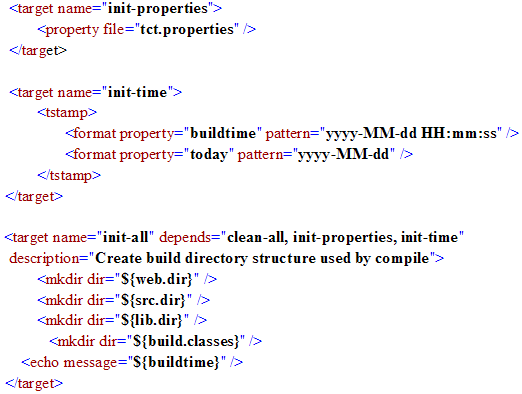 <target name="init-properties">
<property file="tct.properties" />
</target>
<target name="init-time">
<tstamp>
<format property="buildtime" pattern="yyyy-MM-dd HH:mm:ss" />
<format property="today" pattern="yyyy-MM-dd" />
</tstamp>
</target>
<target name="init-all" depends="clean-all, init-properties, init-time"
description="Create build directory structure used by compile">
<mkdir dir="${web.dir}" />
<mkdir dir="${src.dir}" />
<mkdir dir="${lib.dir}" />
<mkdir dir="${build.classes}" />
<echo message="${buildtime}" />
</target>